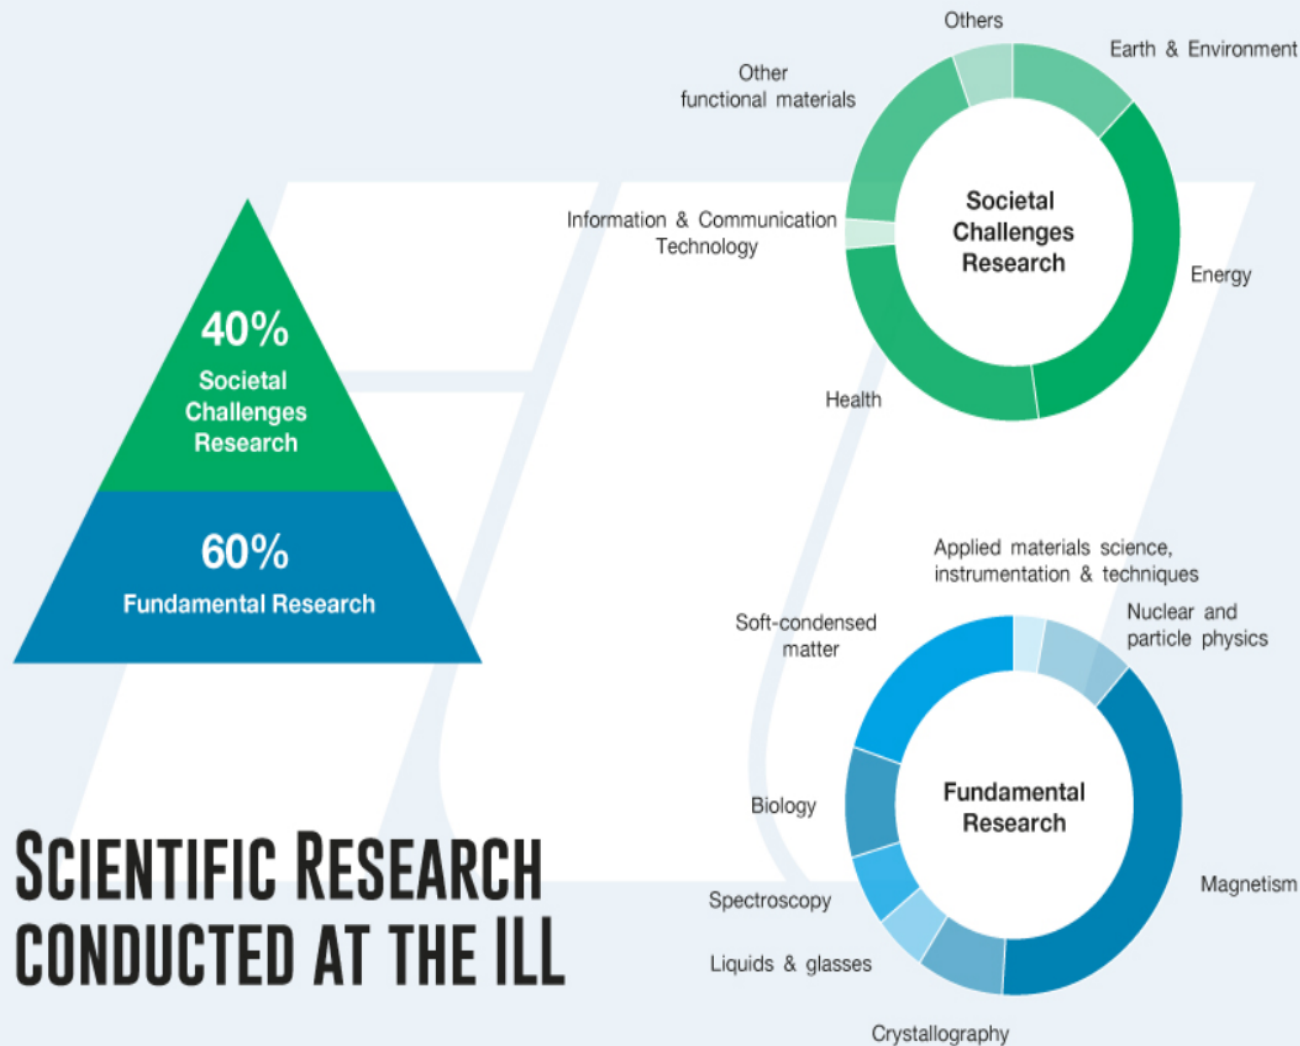 40%
Societal
Challenges
Research
60%
Fundamental Research
SCIENTIFIC RESEARCH
CONDUCTED AT THE ILL
Others
Earth & Environment
Other
functional materials
Information & Communication
Technology
Societal
Challenges
Research
Energy
Health
Applied materials science,
instrumentation & techniques
Nuclear and
particle physics
Soft-condensed
matter
Biology
Fundamental
Research
Magnetism
Spectroscopy
Liquids & glasses
Crystallography